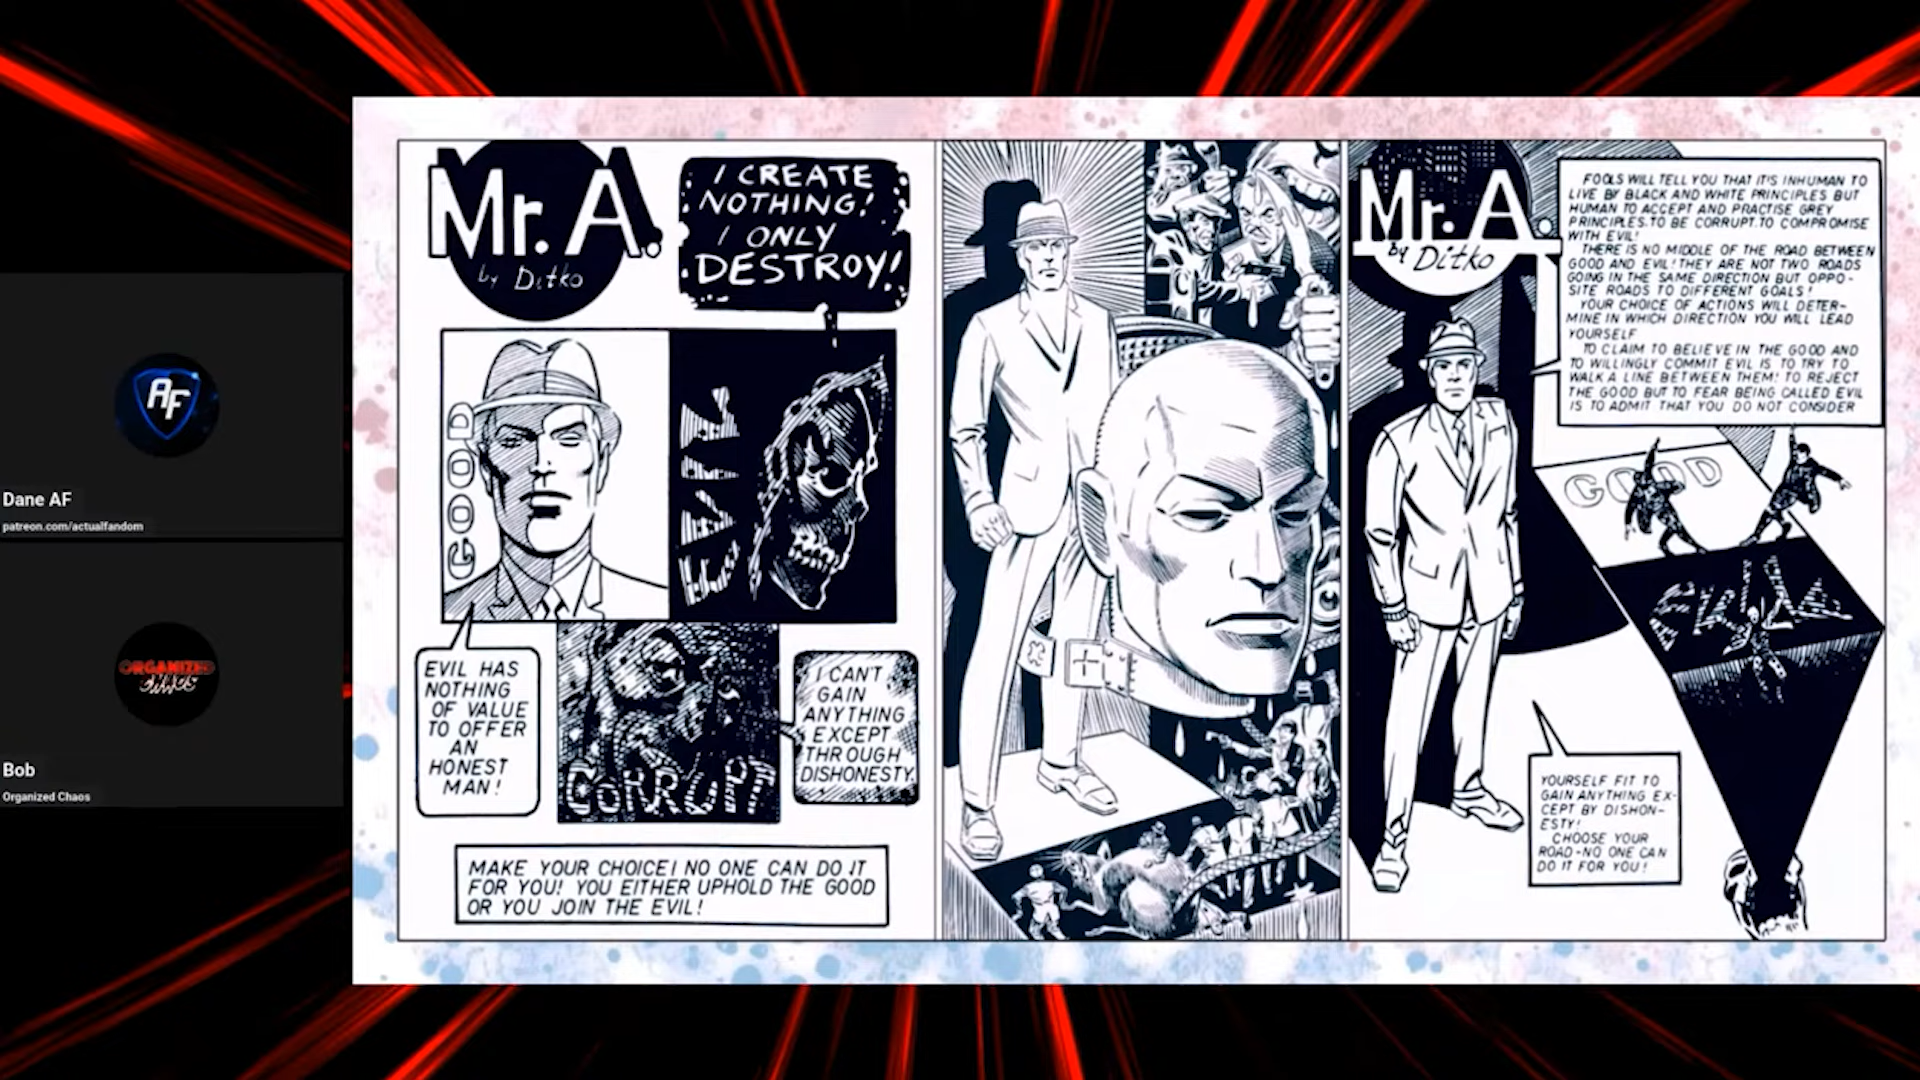 Mr. A.
by Ditko
I CREATE
NOTHING!
I ONLY
DESTROY!
GOOD
EVIL
EVIL HAS
NOTHING
OF VALUE
TO OFFER
AN
HONEST
MAN!
CORRUPT
I CAN'T
GAIN
ANYTHING
EXCEPT
THROUGH
DISHONESTY.
MAKE YOUR CHOICE! NO ONE CAN DO IT
FOR YOU! YOU EITHER UPHOLD THE GOOD
OR YOU JOIN THE EVIL!
Mr. A.
by Ditko
FOOLS WILL TELL YOU THAT IT'S INHUMAN TO
LIVE BY BLACK AND WHITE PRINCIPLES BUT
HUMAN TO ACCEPT AND PRACTISE GREY
PRINCIPLES. TO BE CORRUPT. TO COMPROMISE
WITH EVIL!
THERE IS NO MIDDLE OF THE ROAD BETWEEN
GOOD AND EVIL! THEY ARE NOT TWO ROADS
GOING IN THE SAME DIRECTION BUT OPPO-
SITE ROADS TO DIFFERENT GOALS!
YOUR CHOICE OF ACTIONS WILL DETER-
MINE IN WHICH DIRECTION YOU WILL LEAD
YOURSELF
TO CLAIM TO BELIEVE IN THE GOOD AND
TO WILLINGLY COMMIT EVIL IS TO TRY TO
WALK A LINE BETWEEN THEM: TO REJECT
THE GOOD BUT TO FEAR BEING CALLED EVIL
IS TO ADMIT THAT YOU DO NOT CONSIDER
GOOD
EVIL
YOURSELF FIT TO
GAIN ANYTHING EX-
CEPT BY DISHON-
ESTY!
CHOOSE YOUR
ROAD-NO ONE CAN
DO IT FOR YOU!
AF
Dane AF
patreon.com/actualfandom
ORGANIZED
CHAOS
Bob
Organized Chaos